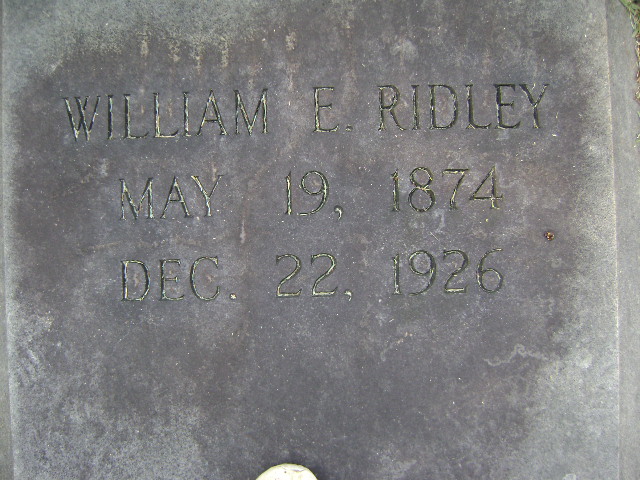 WILLIAM E. RIDLEY
MAY 19, 1874
DEC. 22, 1926